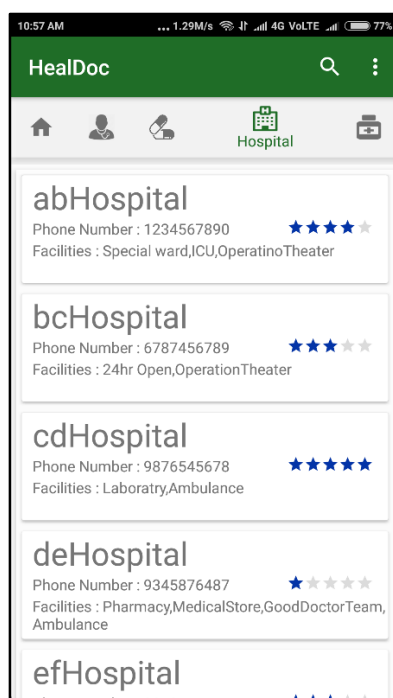 10:57 AM ... 1.29M/s 4G VoLTE 77%
HealDoc
Hospital
abHospital
Phone Number : 1234567890
Facilities : Special ward,ICU,OperatinoTheater
bcHospital
Phone Number : 6787456789
Facilities : 24hr Open,OperationTheater
cdHospital
Phone Number : 9876545678
Facilities : Laboratry,Ambulance
deHospital
Phone Number : 9345876487
Facilities : Pharmacy,MedicalStore,GoodDoctorTeam,
Ambulance
efHospital